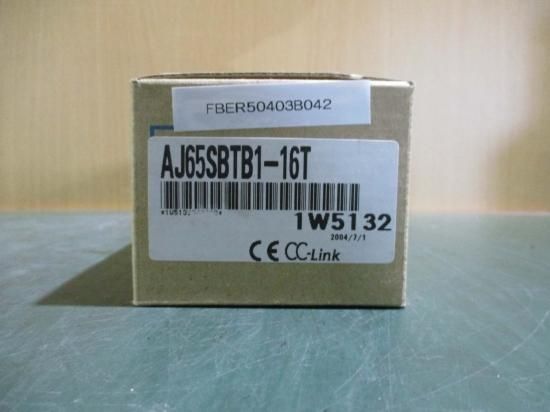 FBER50403B042
AJ65SBTB1-16T
1W5132
2004/7/1
CE CC-Link